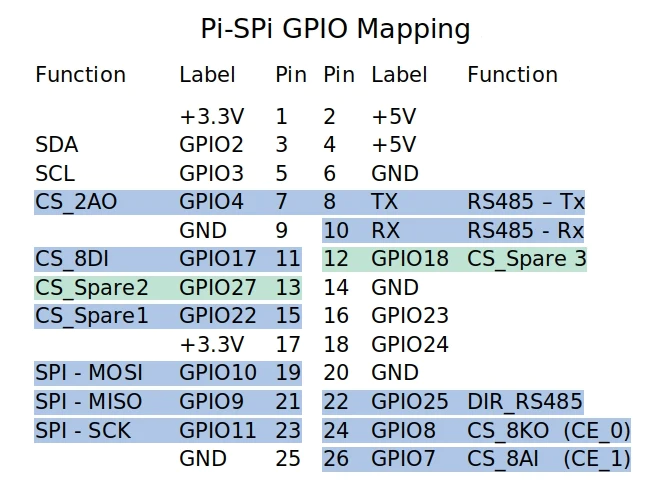 Pi-SPi GPIO Mapping
Function Label Pin Pin Label Function
+3.3V 1 2 +5V
SDA GPIO2 3 4 +5V
SCL GPIO3 5 6 GND
CS_2AO GPIO4 7 8 TX RS485 – Tx
GND 9 10 RX RS485 - Rx
CS_8DI GPIO17 11 12 GPIO18 CS_Spare 3
CS_Spare2 GPIO27 13 14 GND
CS_Spare1 GPIO22 15 16 GPIO23
+3.3V 17 18 GPIO24
SPI - MOSI GPIO10 19 20 GND
SPI - MISO GPIO9 21 22 GPIO25 DIR_RS485
SPI - SCK GPIO11 23 24 GPIO8 CS_8KO (CE_0)
GND 25 26 GPIO7 CS_8AI (CE_1)